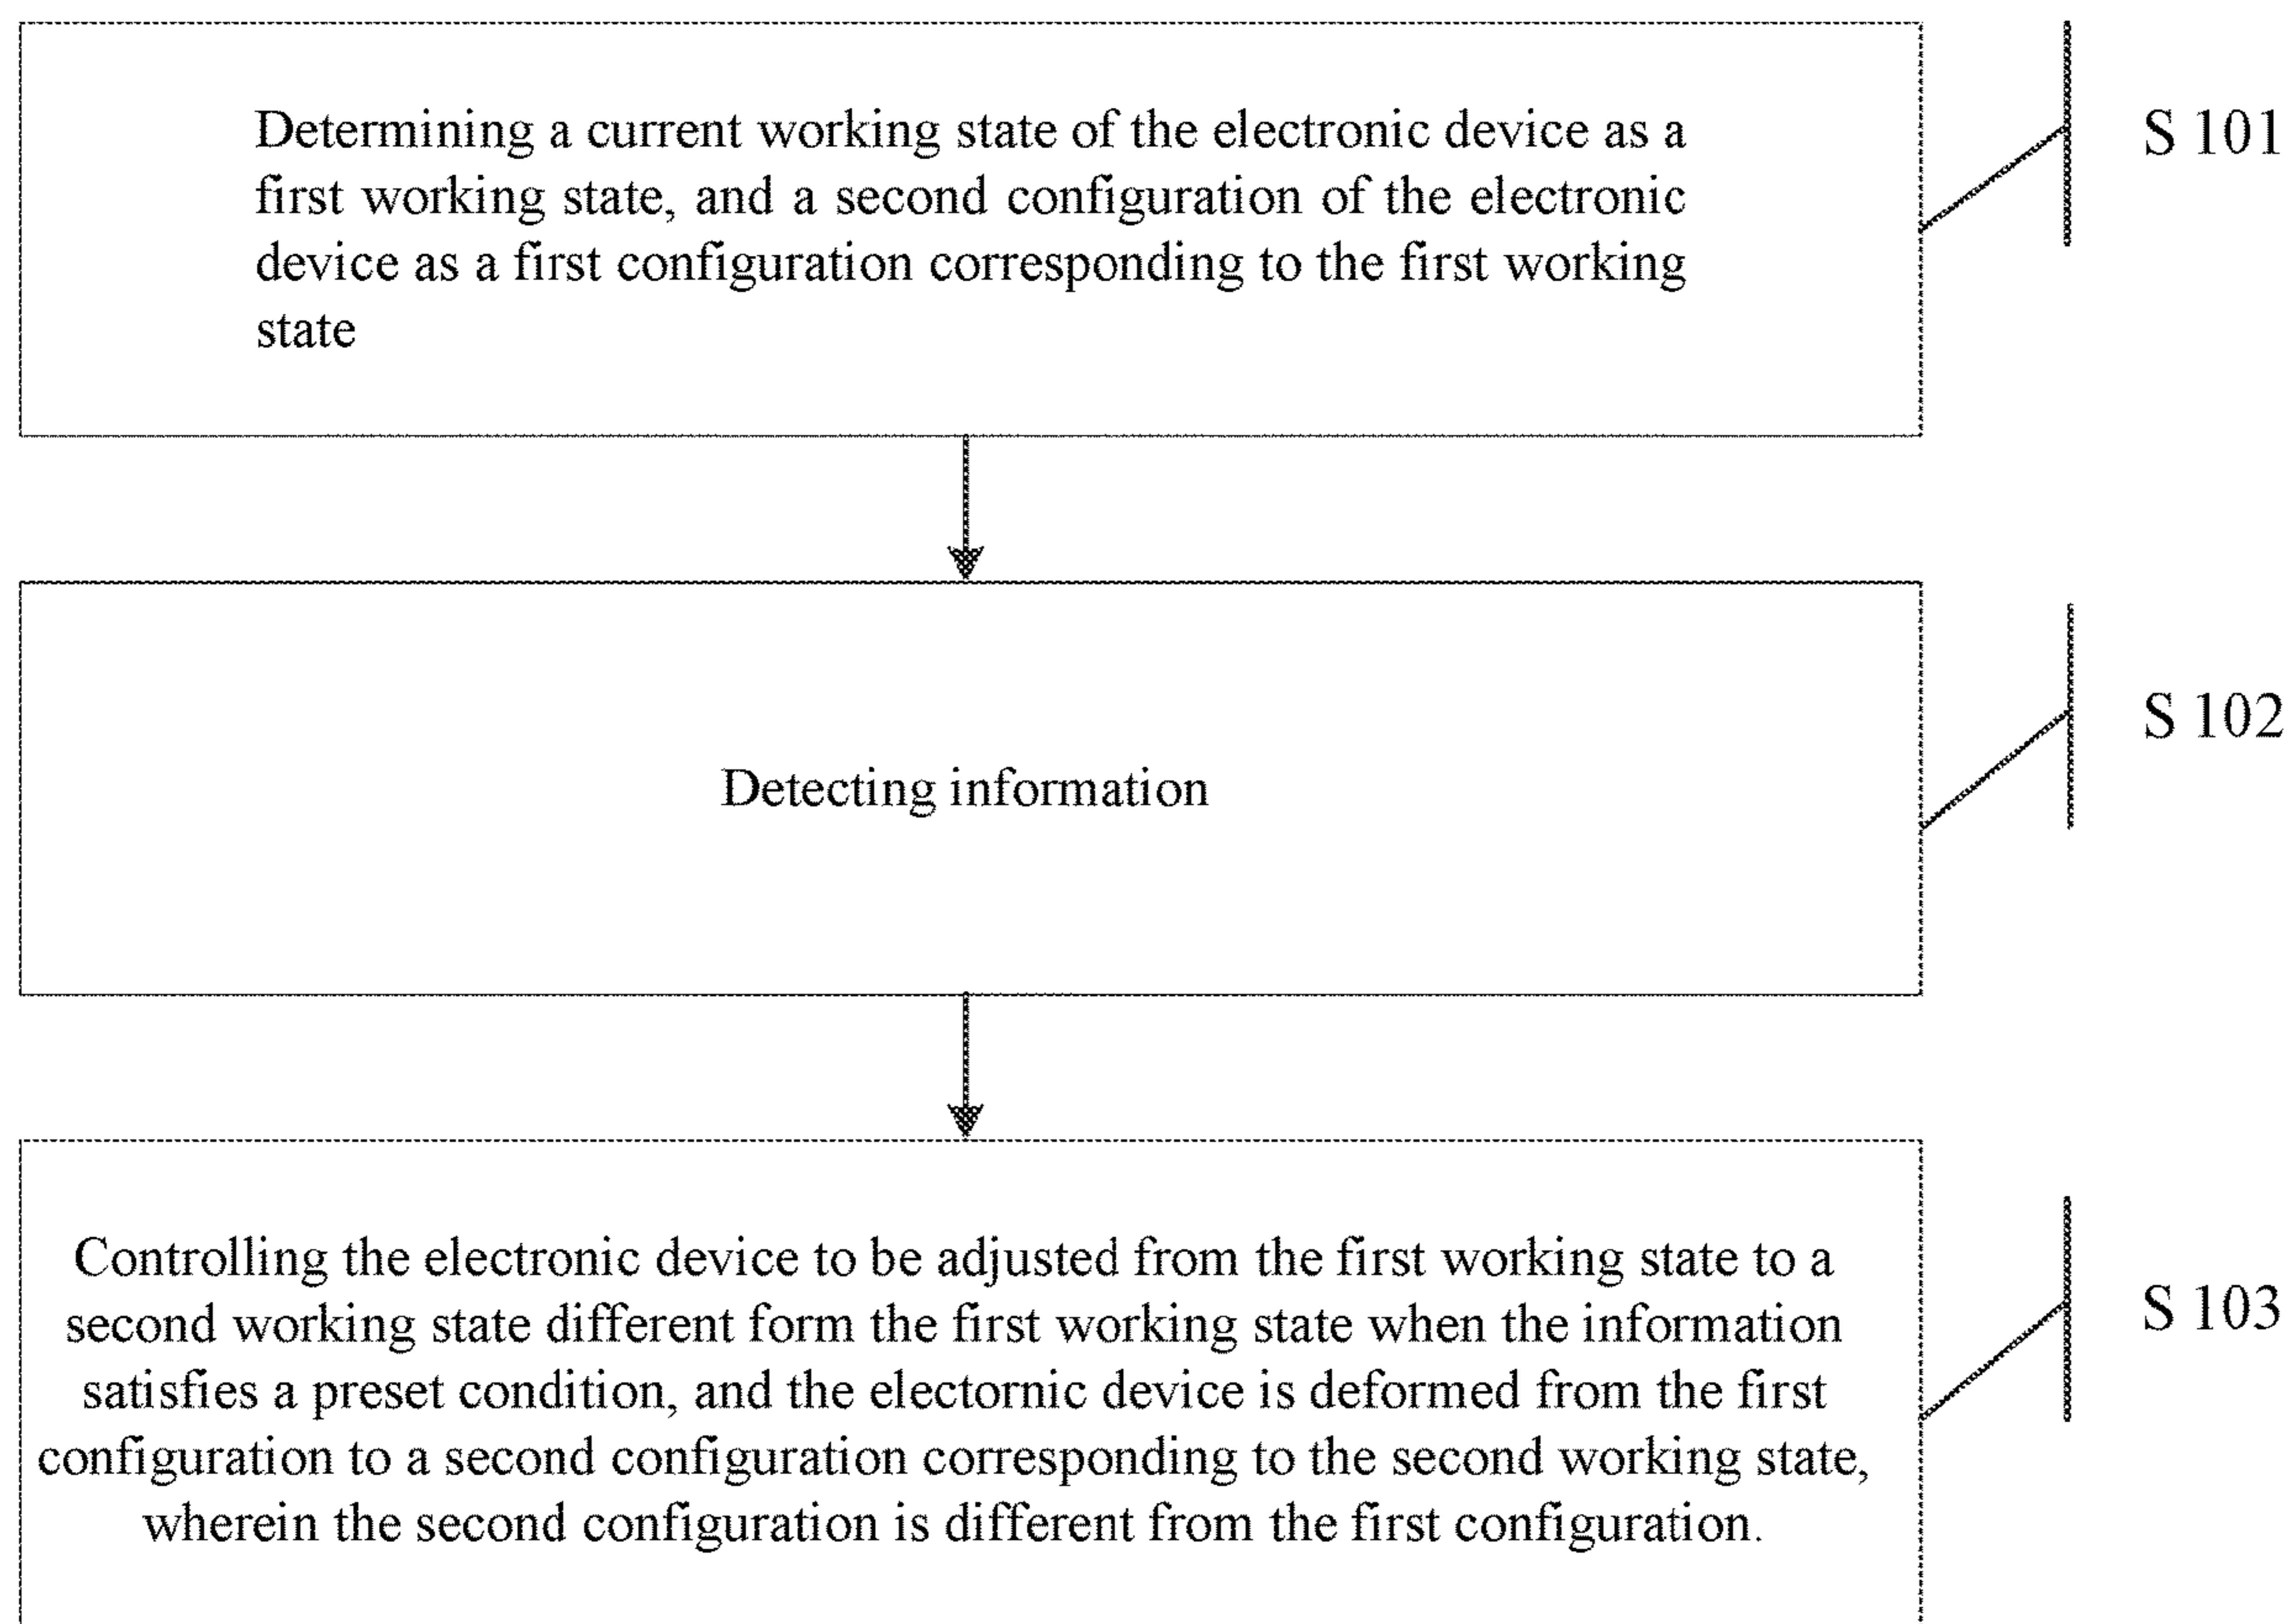 Determining a current working state of the electronic device as a
first working state, and a second configuration of the electronic
device as a first configuration corresponding to the first working
state
S 101
Detecting information
S 102
Controlling the electronic device to be adjusted from the first working state to a
second working state different form the first working state when the information
satisfies a preset condition, and the electornic device is deformed from the first
configuration to a second configuration corresponding to the second working state,
wherein the second configuration is different from the first configuration.
S 103